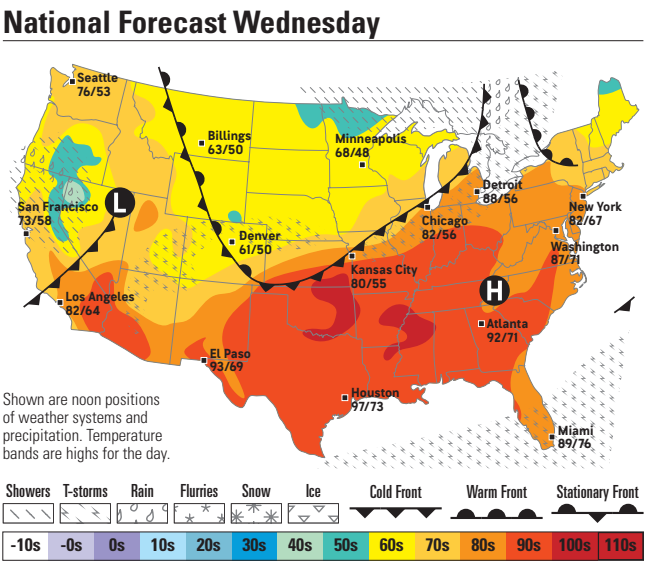 National Forecast Wednesday
Seattle
76/53
Billings
63/50
Minneapolis
68/48
Detroit
88/56
San Francisco
73/58
L
New York
82/67
Chicago
82/56
Denver
61/50
Washington
87/71
Kansas City
80/55
Los Angeles
82/64
H
Atlanta
92/71
El Paso
93/69
Houston
97/73
Miami
89/76
Shown are noon positions
of weather systems and
precipitation. Temperature
bands are highs for the day.
Showers T-storms Rain Flurries Snow Ice Cold Front Warm Front Stationary Front
-10s -0s 0s 10s 20s 30s 40s 50s 60s 70s 80s 90s 100s 110s